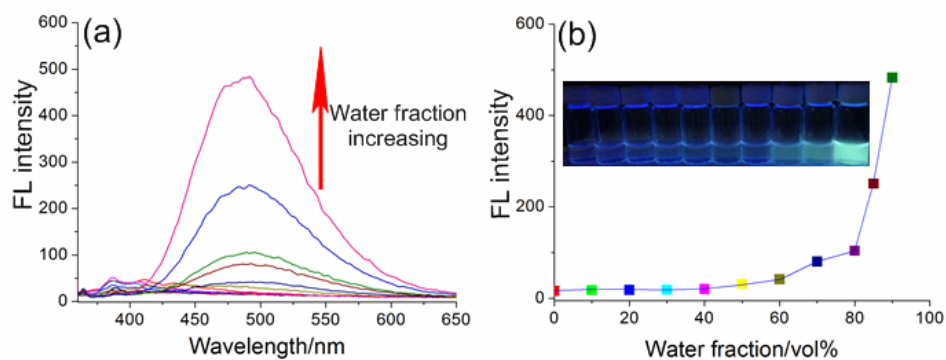 (a)
600
500
400
300
200
100
0
FL intensity
Water fraction
increasing
400
450
500
550
600
650
Wavelength/nm
(b)
600
400
200
0
FL intensity
0
20
40
60
80
100
Water fraction/vol%